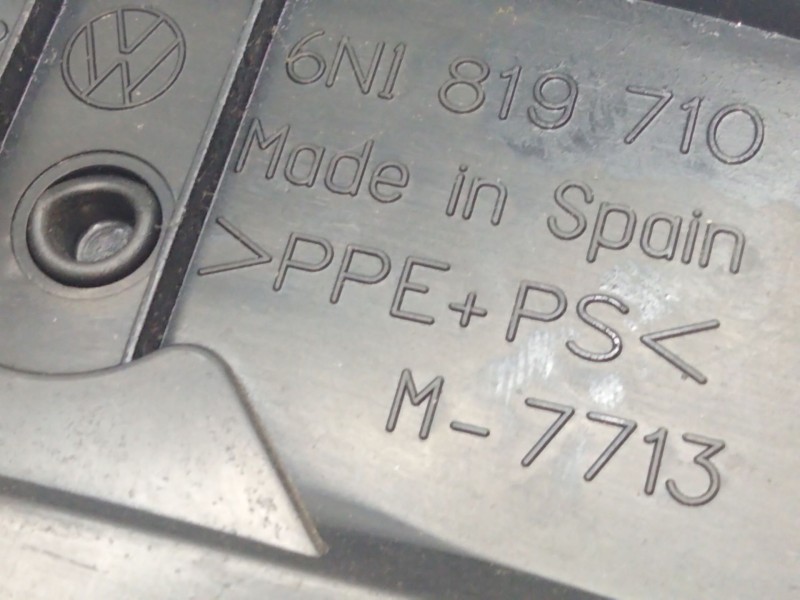 6N1 819 710
Made in Spain
>PPE+PS<
M-7713